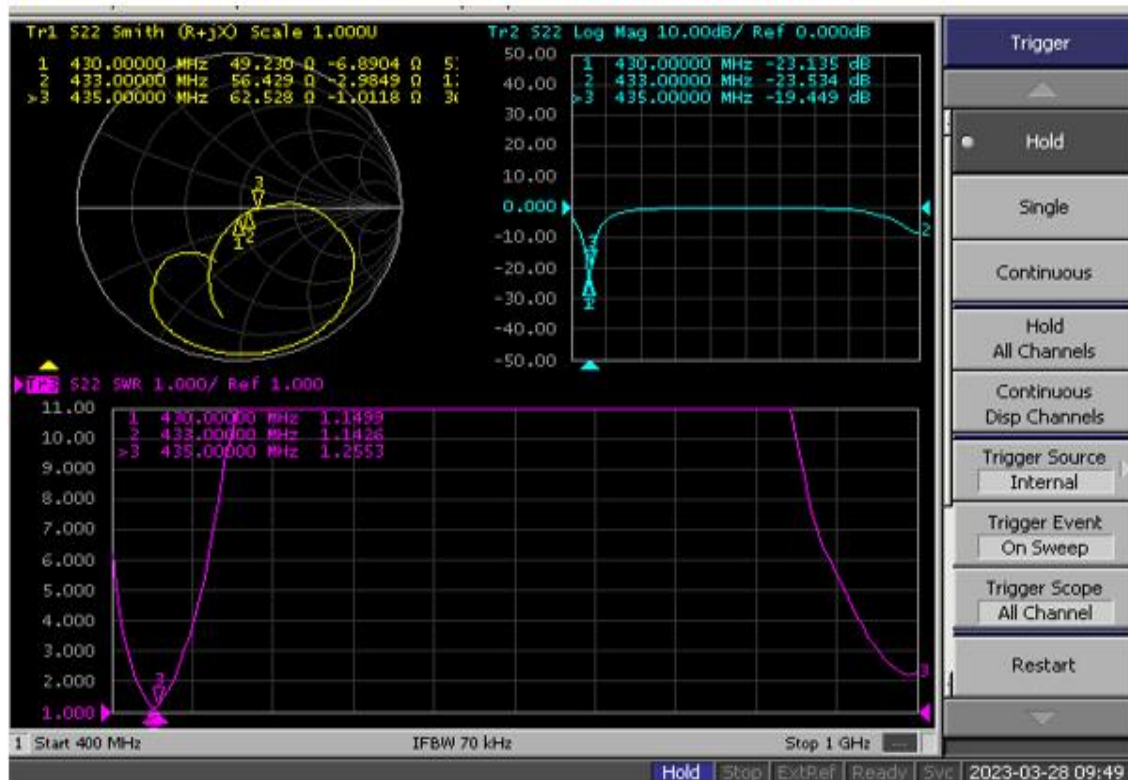 Tr1 S22 Smith (R+jX) Scale 1.000U
1 430.00000 MHz 49.230 Ω -6.8904 Ω
2 433.00000 MHz 56.429 Ω -2.9849 Ω
>3 435.00000 MHz 62.528 Ω -1.0118 Ω
3
1
2
Tr2 S22 Log Mag 10.00dB/ Ref 0.000dB
50.00
40.00
30.00
20.00
10.00
0.000
-10.00
-20.00
-30.00
-40.00
-50.00
1 430.00000 MHz -23.135 dB
2 433.00000 MHz -23.534 dB
>3 435.00000 MHz -19.449 dB
3
2
Tr3 S22 SWR 1.000/ Ref 1.000
11.00
10.00
9.000
8.000
7.000
6.000
5.000
4.000
3.000
2.000
1.000
1 430.00000 MHz 1.1499
2 433.00000 MHz 1.1426
>3 435.00000 MHz 1.2553
3
3
1 Start 400 MHz
IFBW 70 kHz
Stop 1 GHz
Trigger
Hold
Single
Continuous
Hold
All Channels
Continuous
Disp Channels
Trigger Source
Internal
Trigger Event
On Sweep
Trigger Scope
All Channel
Restart
Hold Stop ExtRef Ready Svc 2023-03-28 09:49